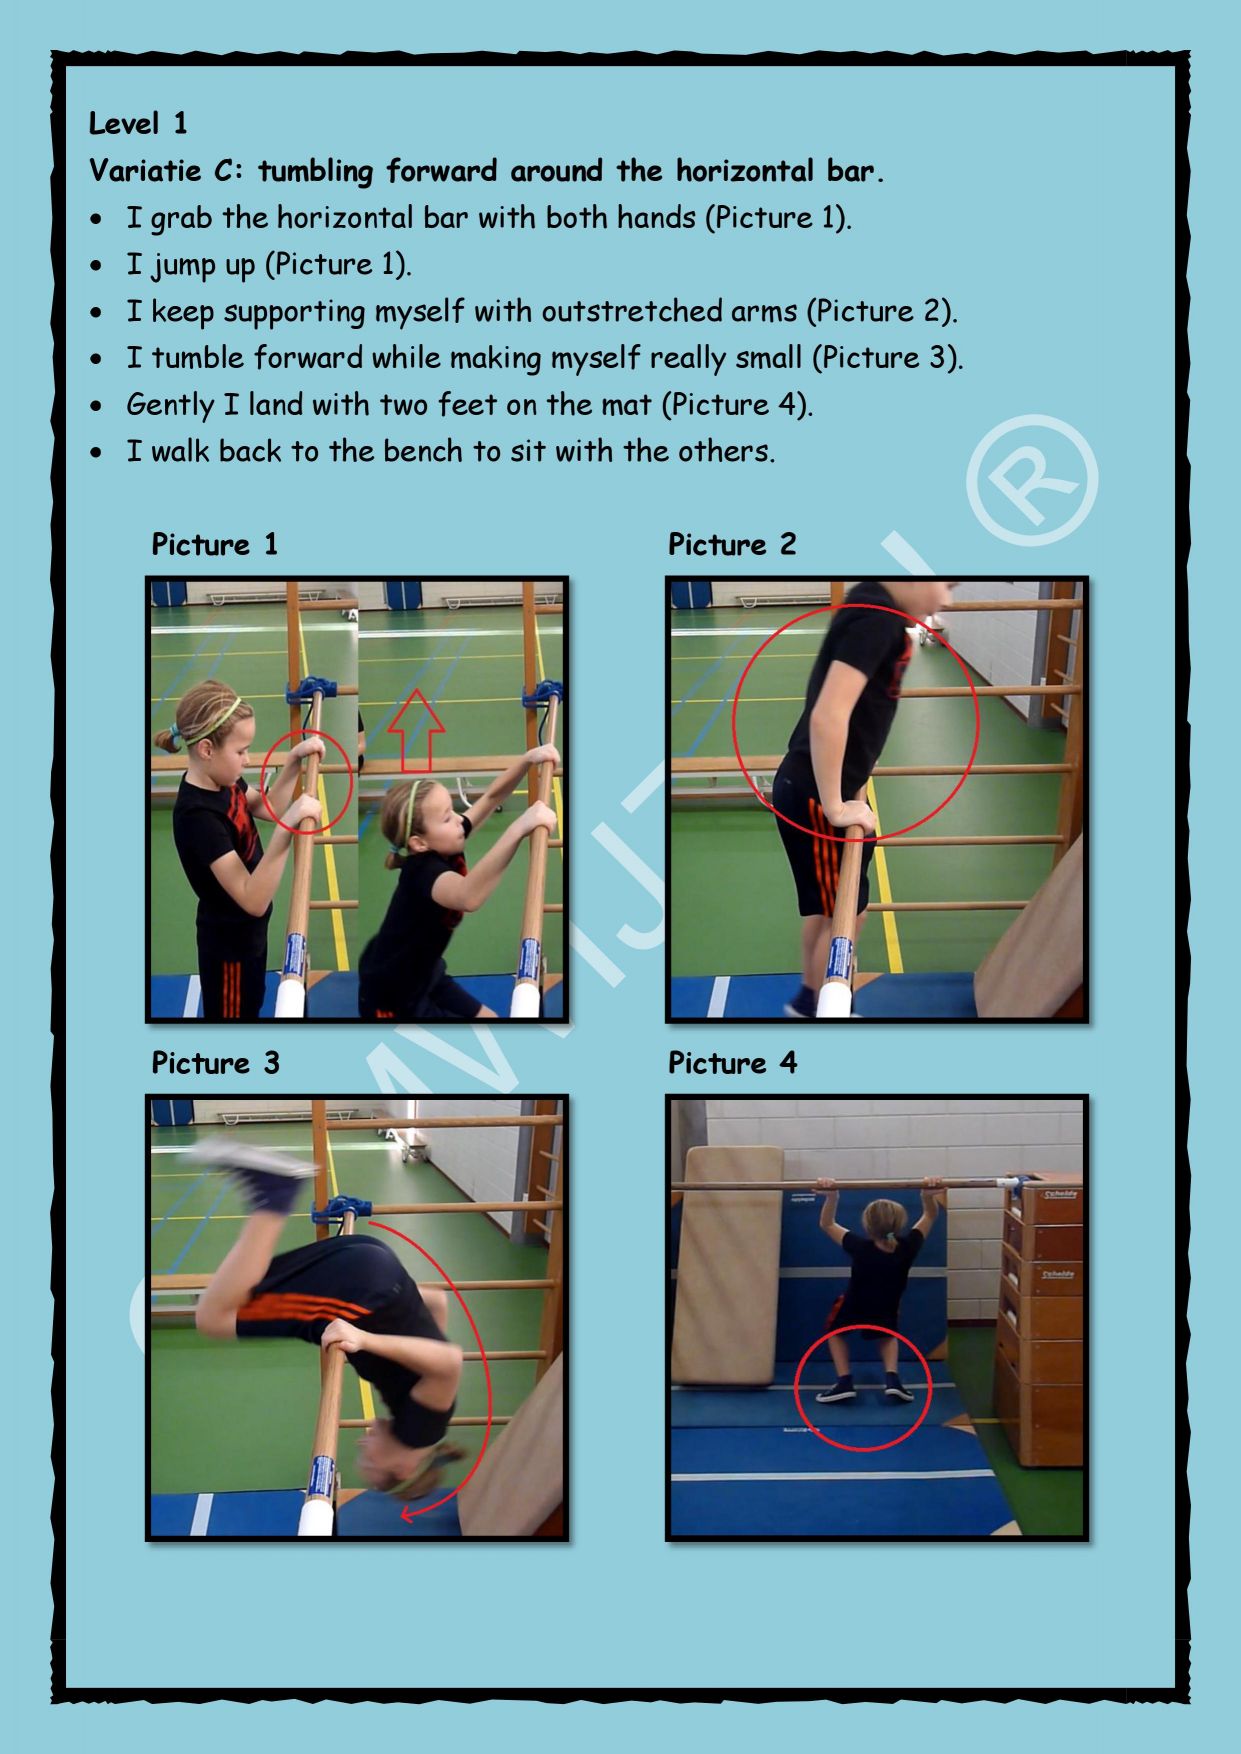 Level 1
Variatie C: tumbling forward around the horizontal bar.
• I grab the horizontal bar with both hands (Picture 1).
• I jump up (Picture 1).
• I keep supporting myself with outstretched arms (Picture 2).
• I tumble forward while making myself really small (Picture 3).
• Gently I land with two feet on the mat (Picture 4).
• I walk back to the bench to sit with the others.
®
Picture 1 Picture 2
Picture 3 Picture 4
Schelde
Schelde